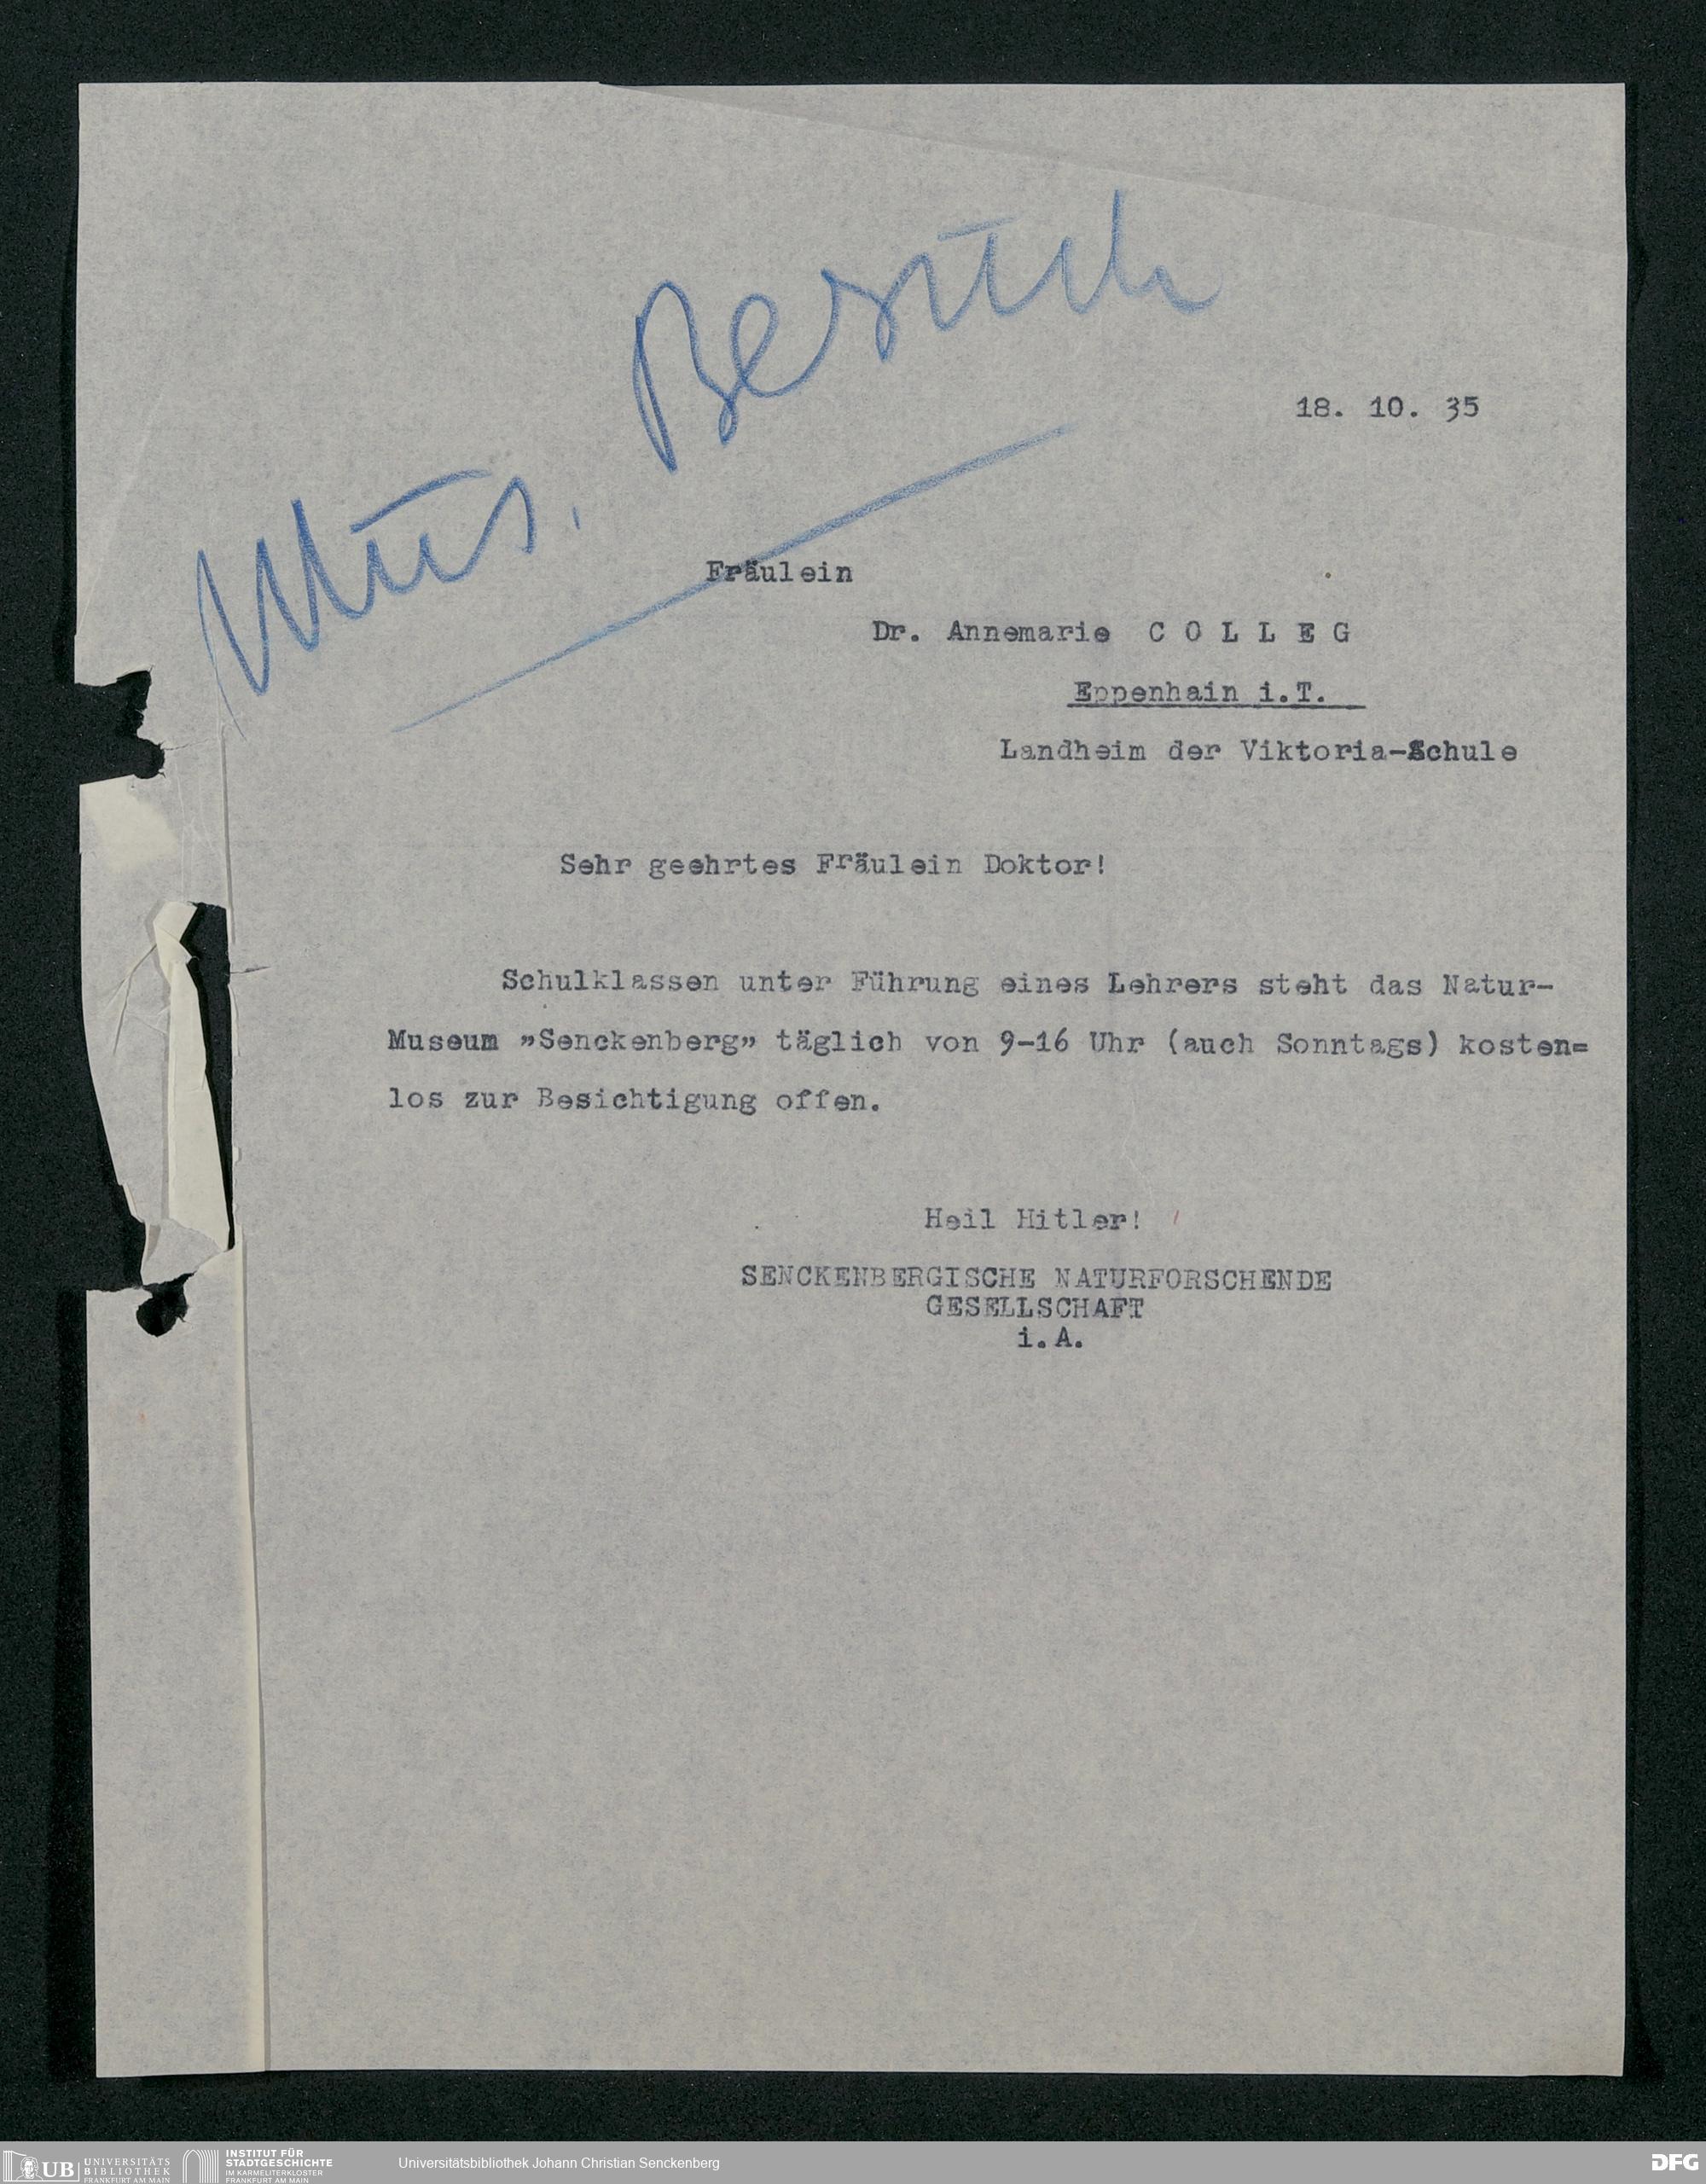 Mus. Besuch
18. 10. 35
Fräulein
Dr. Annemarie C O L L E G
Eppenhain i.T.
Landheim der Viktoria-Schule
Sehr geehrtes Fräulein Doktor!
Schulklassen unter Führung eines Lehrers steht das Natur-
Museum „Senckenberg” täglich von 9-16 Uhr (auch Sonntags) kosten=
los zur Besichtigung offen.
Heil Hitler!
SENCKENBERGISCHE NATURFORSCHENDE
GESELLSCHAFT
i.A.
UB UNIVERSITÄTS
BIBLIOTHEK
FRANKFURT AM MAIN
INSTITUT FÜR
STADTGESCHICHTE
IM KARMELITERKLOSTER
FRANKFURT AM MAIN
Universitätsbibliothek Johann Christian Senckenberg
DFG